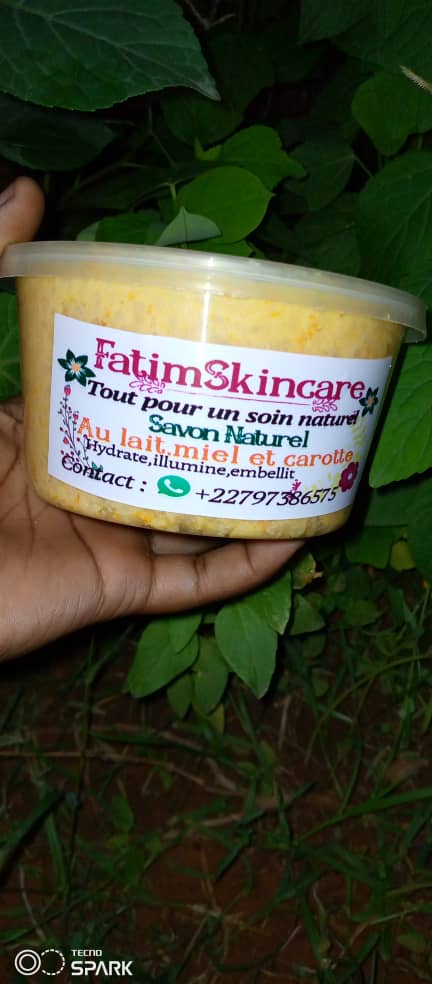 FatimSkincare
Tout pour un soin naturel
Savon Naturel
Au lait,miel et carotte
Hydrate,illumine,embellit
Contact : +22797386575
TECNO
SPARK